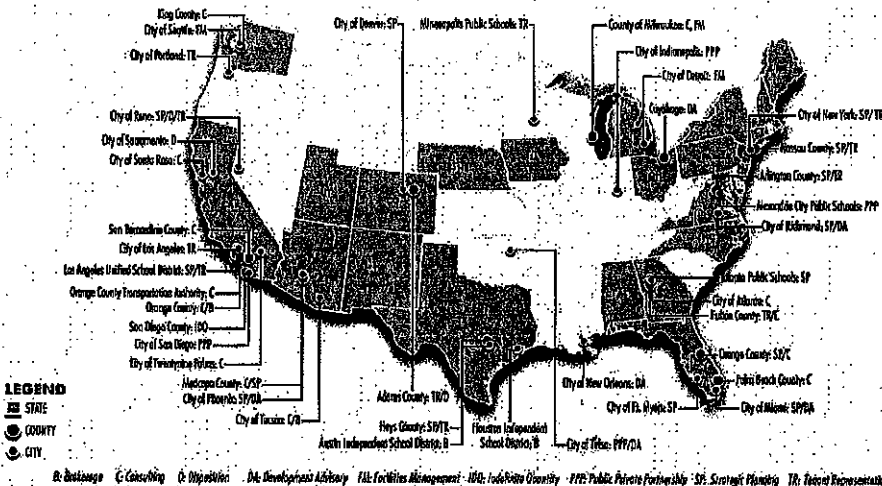 King County: C
City of Seattle: FM
City of Portland: TR
City of Denver: SP
Minneapolis Public Schools: TR
County of Milwaukee: C, FM
City of Indianapolis: PPP
City of Detroit: FM
Cuyahoga: DA
City of New York: SP/TR
Nassau County: SP/TR
Arlington County: SP/TR
Alexandria City Public Schools: PPP
City of Richmond: SP/DA
City of Reno: SP/D/TR
City of Sacramento: D
City of Santa Rosa: C
San Bernardino County: C
City of Los Angeles: TR
Los Angeles Unified School District: SP/TR
Orange County Transportation Authority: C
Orange County: C/B
San Diego County: IDQ
City of San Diego: PPP
City of Twentynine Palms: C
Maricopa County: C/SP
City of Phoenix: SP/DA
City of Tucson: C/B
Adams County: TR/D
Hays County: SP/TR
Austin Independent School District: B
Houston Independent
School District: B
City of New Orleans: DA
City of Tulsa: PPP/DA
Atlanta Public Schools: SP
City of Atlanta: C
Fulton County: TR/C
Orange County: SP/C
Palm Beach County: C
City of Ft. Myers: SP
City of Miami: SP/DA
LEGEND
STATE
COUNTY
CITY
B: Brokerage C: Consulting D: Disposition DA: Development Advisory FM: Facilities Management IDQ: Indefinite Quantity PPP: Public Private Partnership SP: Strategic Planning TR: Tenant